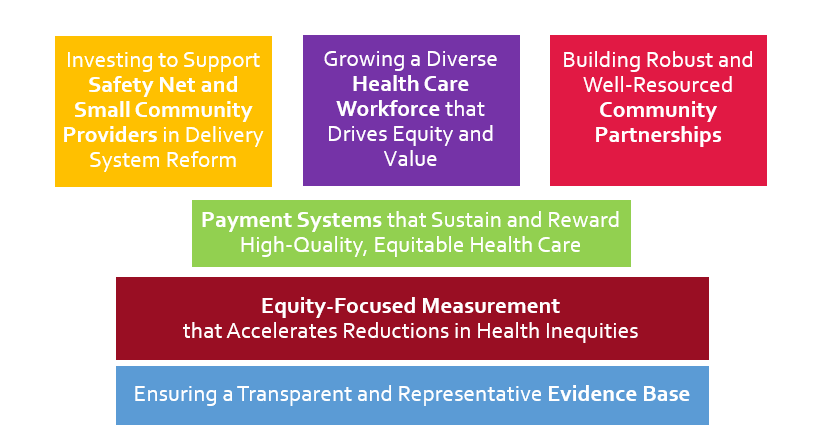 Investing to Support
Safety Net and
Small Community
Providers in Delivery
System Reform
Growing a Diverse
Health Care
Workforce that
Drives Equity and
Value
Building Robust and
Well-Resourced
Community
Partnerships
Payment Systems that Sustain and Reward
High-Quality, Equitable Health Care
Equity-Focused Measurement
that Accelerates Reductions in Health Inequities
Ensuring a Transparent and Representative Evidence Base